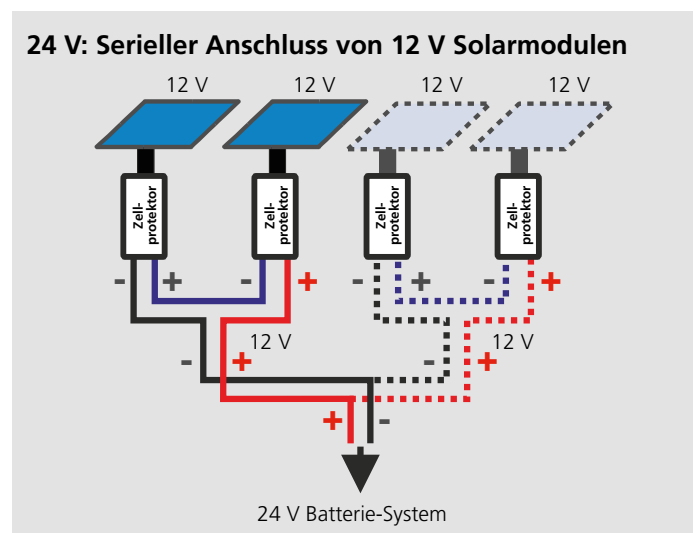 24 V: Serieller Anschluss von 12 V Solarmodulen
12 V
12 V
12 V
12 V
Zell-
protektor
Zell-
protektor
Zell-
protektor
Zell-
protektor
- + - +
- + - +
12 V
12 V
- +
- +
+ -
24 V Batterie-System